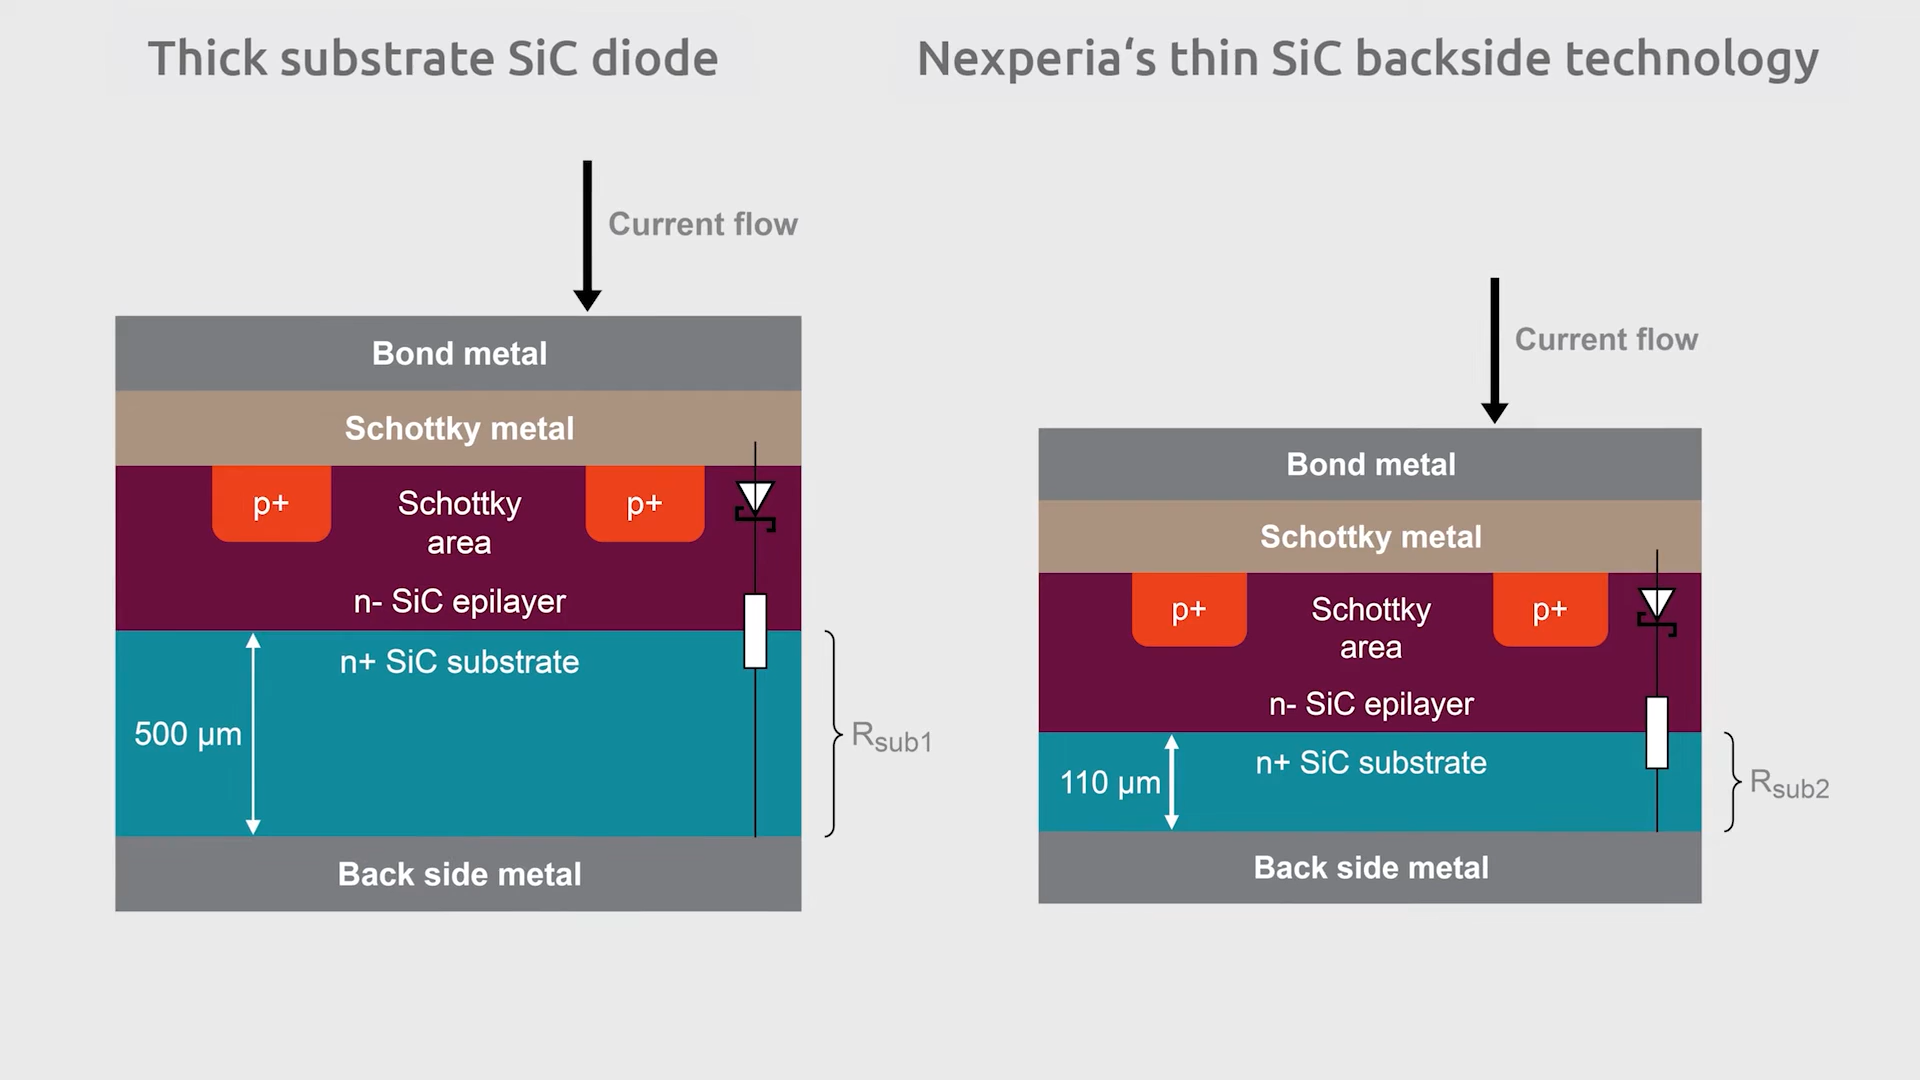 Thick substrate SiC diode
Current flow
Bond metal
Schottky metal
p+
Schottky
area
p+
n- SiC epilayer
n+ SiC substrate
500 µm
Rsub1
Back side metal
Nexperia‘s thin SiC backside technology
Current flow
Bond metal
Schottky metal
p+
Schottky
area
p+
n- SiC epilayer
n+ SiC substrate
110 µm
Rsub2
Back side metal